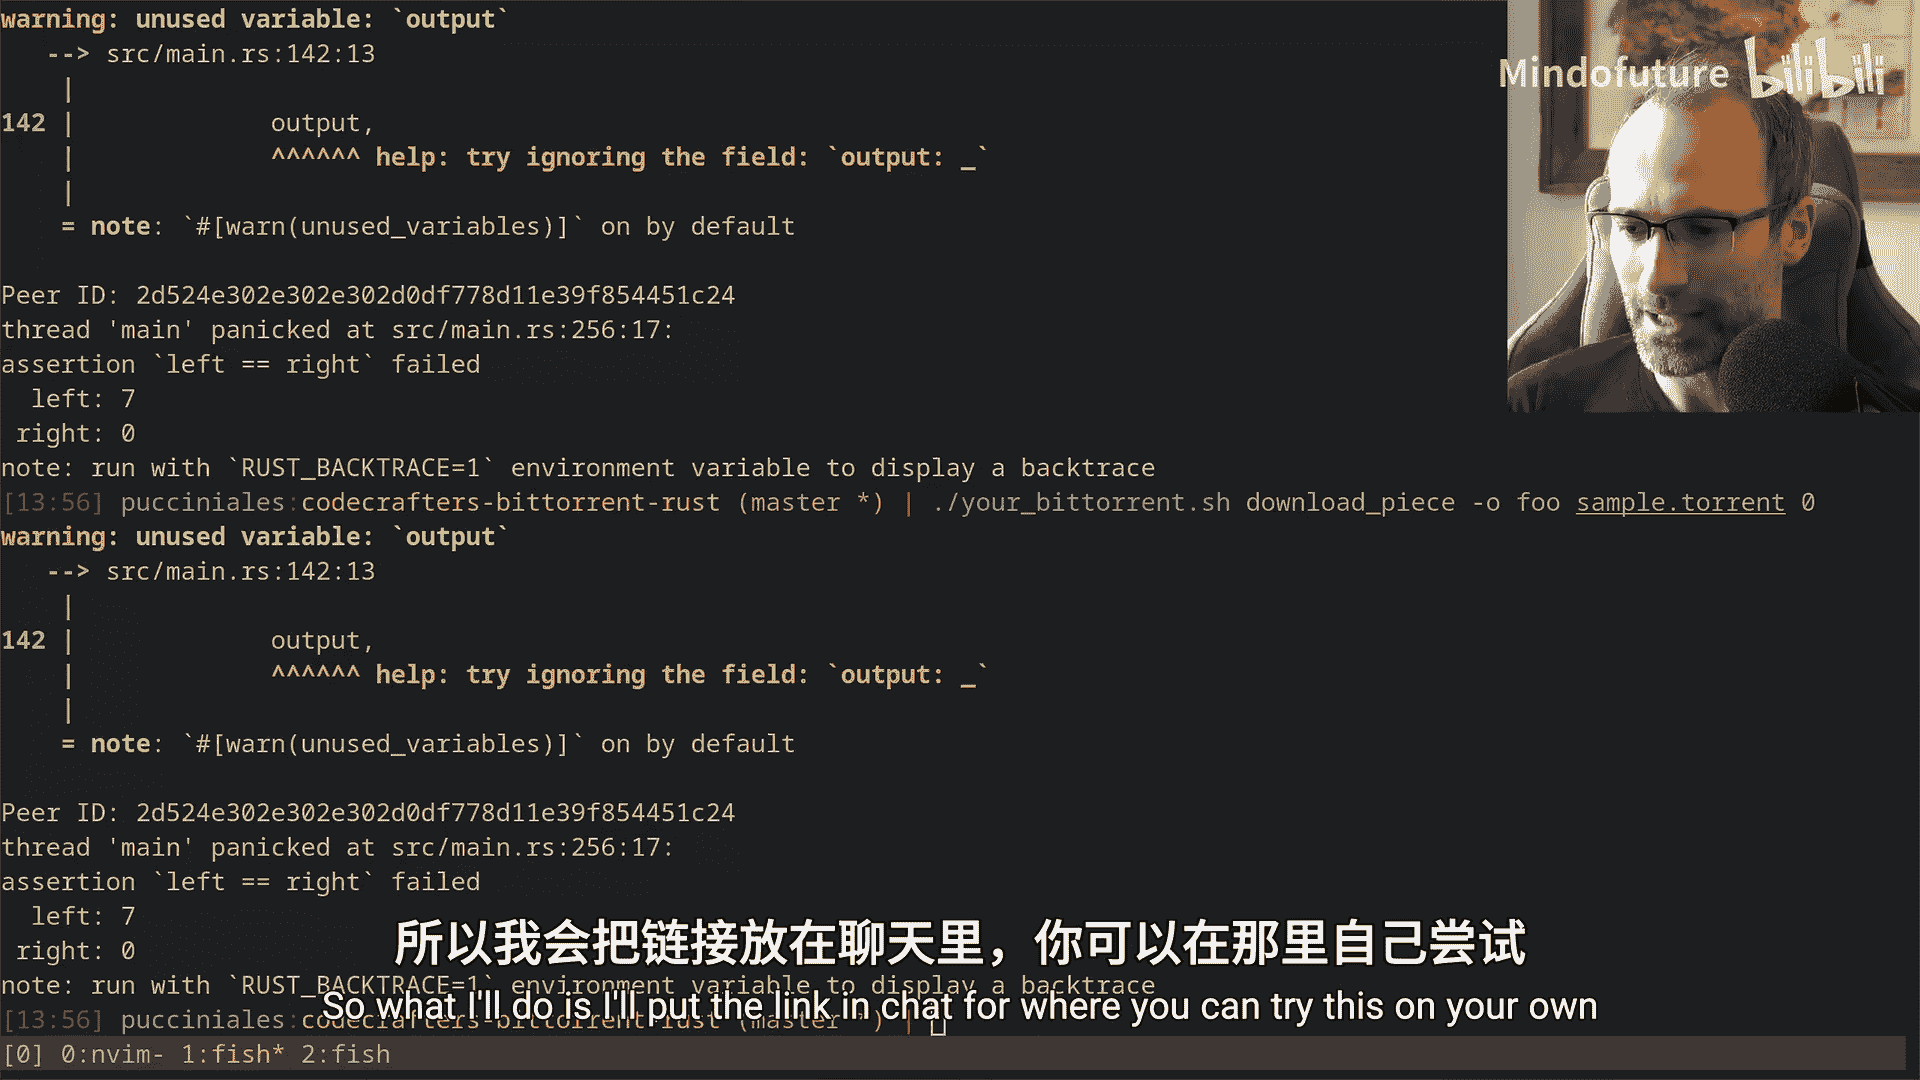 warning: unused variable: `output`
--> src/main.rs:142:13
|
142 | output,
| ^^^^^^ help: try ignoring the field: `output: _`
|
= note: `#[warn(unused_variables)]` on by default
Mindofuture bilibili
Peer ID: 2d524e302e302e302d0df778d11e39f854451c24
thread 'main' panicked at src/main.rs:256:17:
assertion `left == right` failed
left: 7
right: 0
note: run with `RUST_BACKTRACE=1` environment variable to display a backtrace
[13:56] pucciniales:codecrafters-bittorrent-rust (master *) | ./your_bittorrent.sh download_piece -o foo sample.torrent 0
warning: unused variable: `output`
--> src/main.rs:142:13
|
142 | output,
| ^^^^^^ help: try ignoring the field: `output: _`
|
= note: `#[warn(unused_variables)]` on by default
Peer ID: 2d524e302e302e302d0df778d11e39f854451c24
thread 'main' panicked at src/main.rs:256:17:
assertion `left == right` failed
left: 7
right: 0
所以我会把链接放在聊天里，你可以在那里自己尝试
note: run with `RUST_BACKTRACE=1` environment variable to display a backtrace
So what I'll do is I'll put the link in chat for where you can try this on your own
[13:56] pucciniales:codecrafters-bittorrent-rust (master *) |
[0] 0:nvim- 1:fish* 2:fish